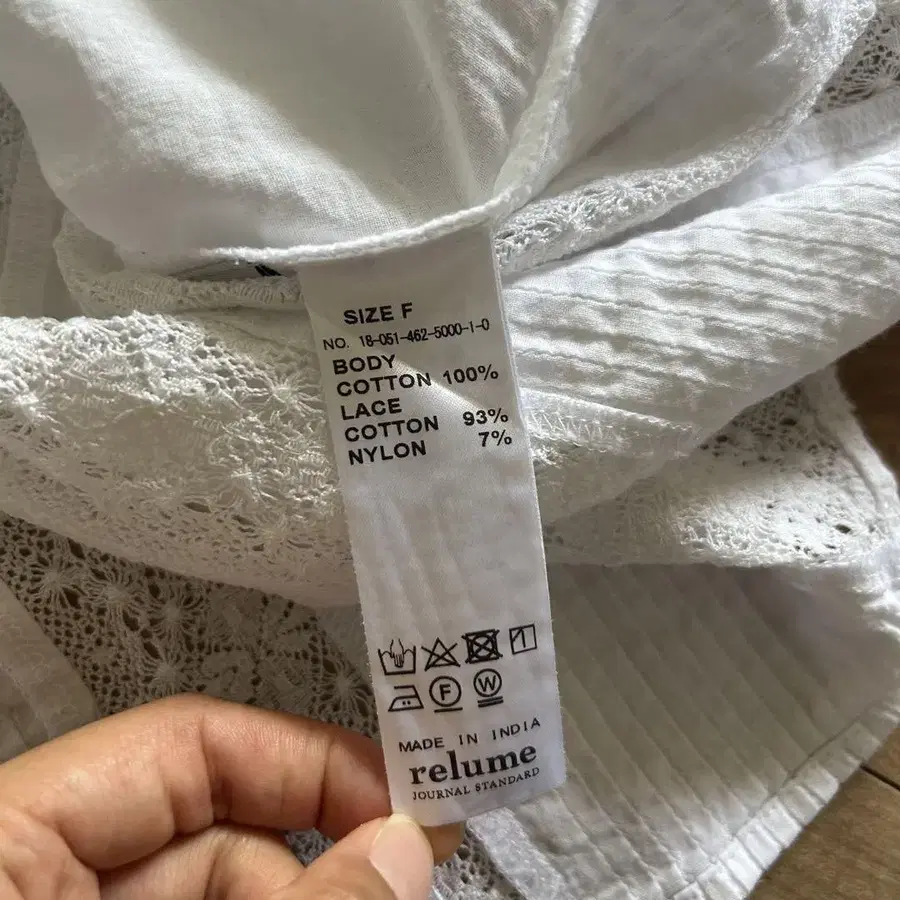 SIZE F
NO. 18-051-462-5000-1-0
BODY
COTTON 100%
LACE
COTTON 93%
NYLON 7%
F W
MADE IN INDIA
relume
JOURNAL STANDARD